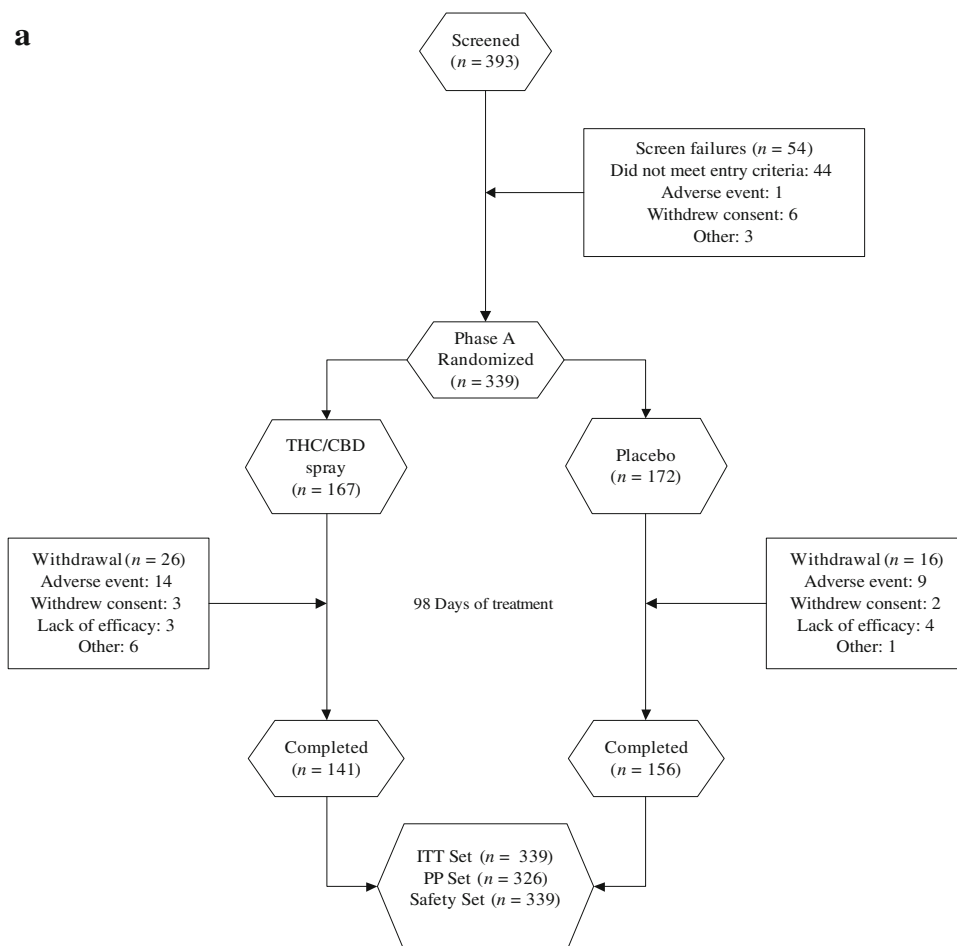 a
Screened
(n = 393)
Screen failures (n = 54)
Did not meet entry criteria: 44
Adverse event: 1
Withdrew consent: 6
Other: 3
Phase A
Randomized
(n = 339)
THC/CBD
spray
(n = 167)
Placebo
(n = 172)
Withdrawal (n = 26)
Adverse event: 14
Withdrew consent: 3
Lack of efficacy: 3
Other: 6
98 Days of treatment
Withdrawal (n = 16)
Adverse event: 9
Withdrew consent: 2
Lack of efficacy: 4
Other: 1
Completed
(n = 141)
Completed
(n = 156)
ITT Set (n = 339)
PP Set (n = 326)
Safety Set (n = 339)